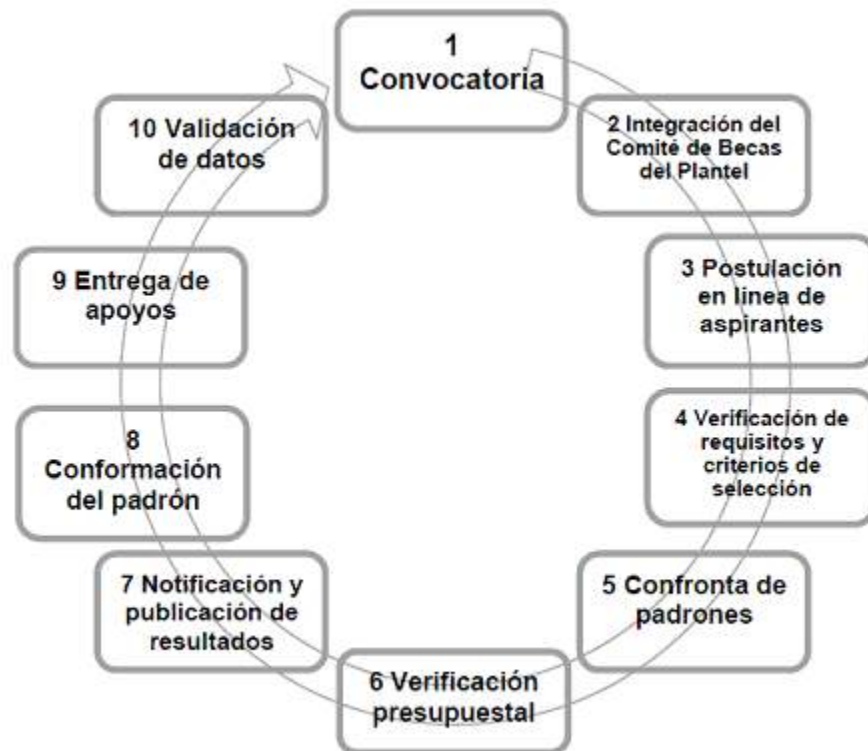 1
Convocatoria
2 Integración del
Comité de Becas
del Plantel
3 Postulación
en línea de
aspirantes
4 Verificación de
requisitos y
criterios de
selección
5 Confronta de
padrones
6 Verificación
presupuestal
7 Notificación y
publicación de
resultados
8
Conformación
del padrón
9 Entrega de
apoyos
10 Validación
de datos